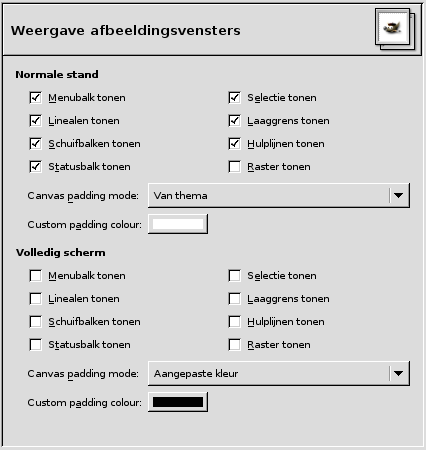 Weergave afbeeldingsvensters
Normale stand
Menubalk tonen
Selectie tonen
Linealen tonen
Laaggrens tonen
Schuifbalken tonen
Hulplijnen tonen
Statusbalk tonen
Raster tonen
Canvas padding mode: Van thema
Custom padding colour:
Volledig scherm
Menubalk tonen
Selectie tonen
Linealen tonen
Laaggrens tonen
Schuifbalken tonen
Hulplijnen tonen
Statusbalk tonen
Raster tonen
Canvas padding mode: Aangepaste kleur
Custom padding colour: